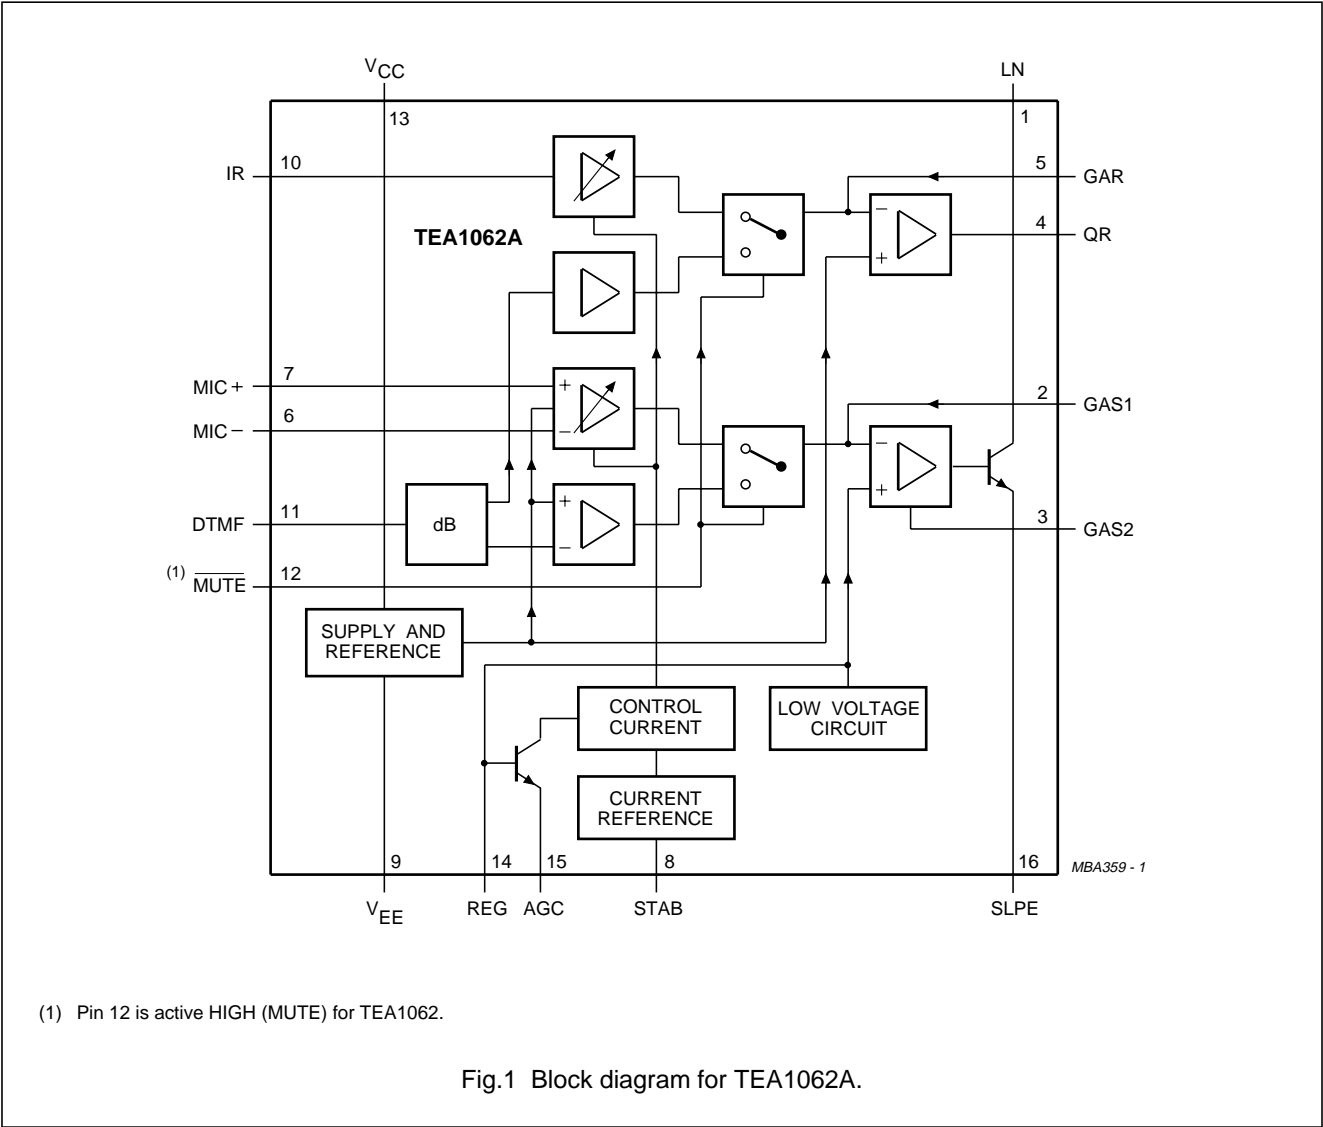 VCC
LN
13
1
IR
10
5
GAR
TEA1062A
−
4
QR
+
MIC+
7
+
2
GAS1
MIC−
6
−
−
+
DTMF
11
dB
+
−
3
GAS2
(1) MUTE
12
SUPPLY AND
REFERENCE
CONTROL
CURRENT
LOW VOLTAGE
CIRCUIT
CURRENT
REFERENCE
9
14
15
8
16
MBA359 - 1
VEE
REG
AGC
STAB
SLPE
(1) Pin 12 is active HIGH (MUTE) for TEA1062.
Fig.1 Block diagram for TEA1062A.